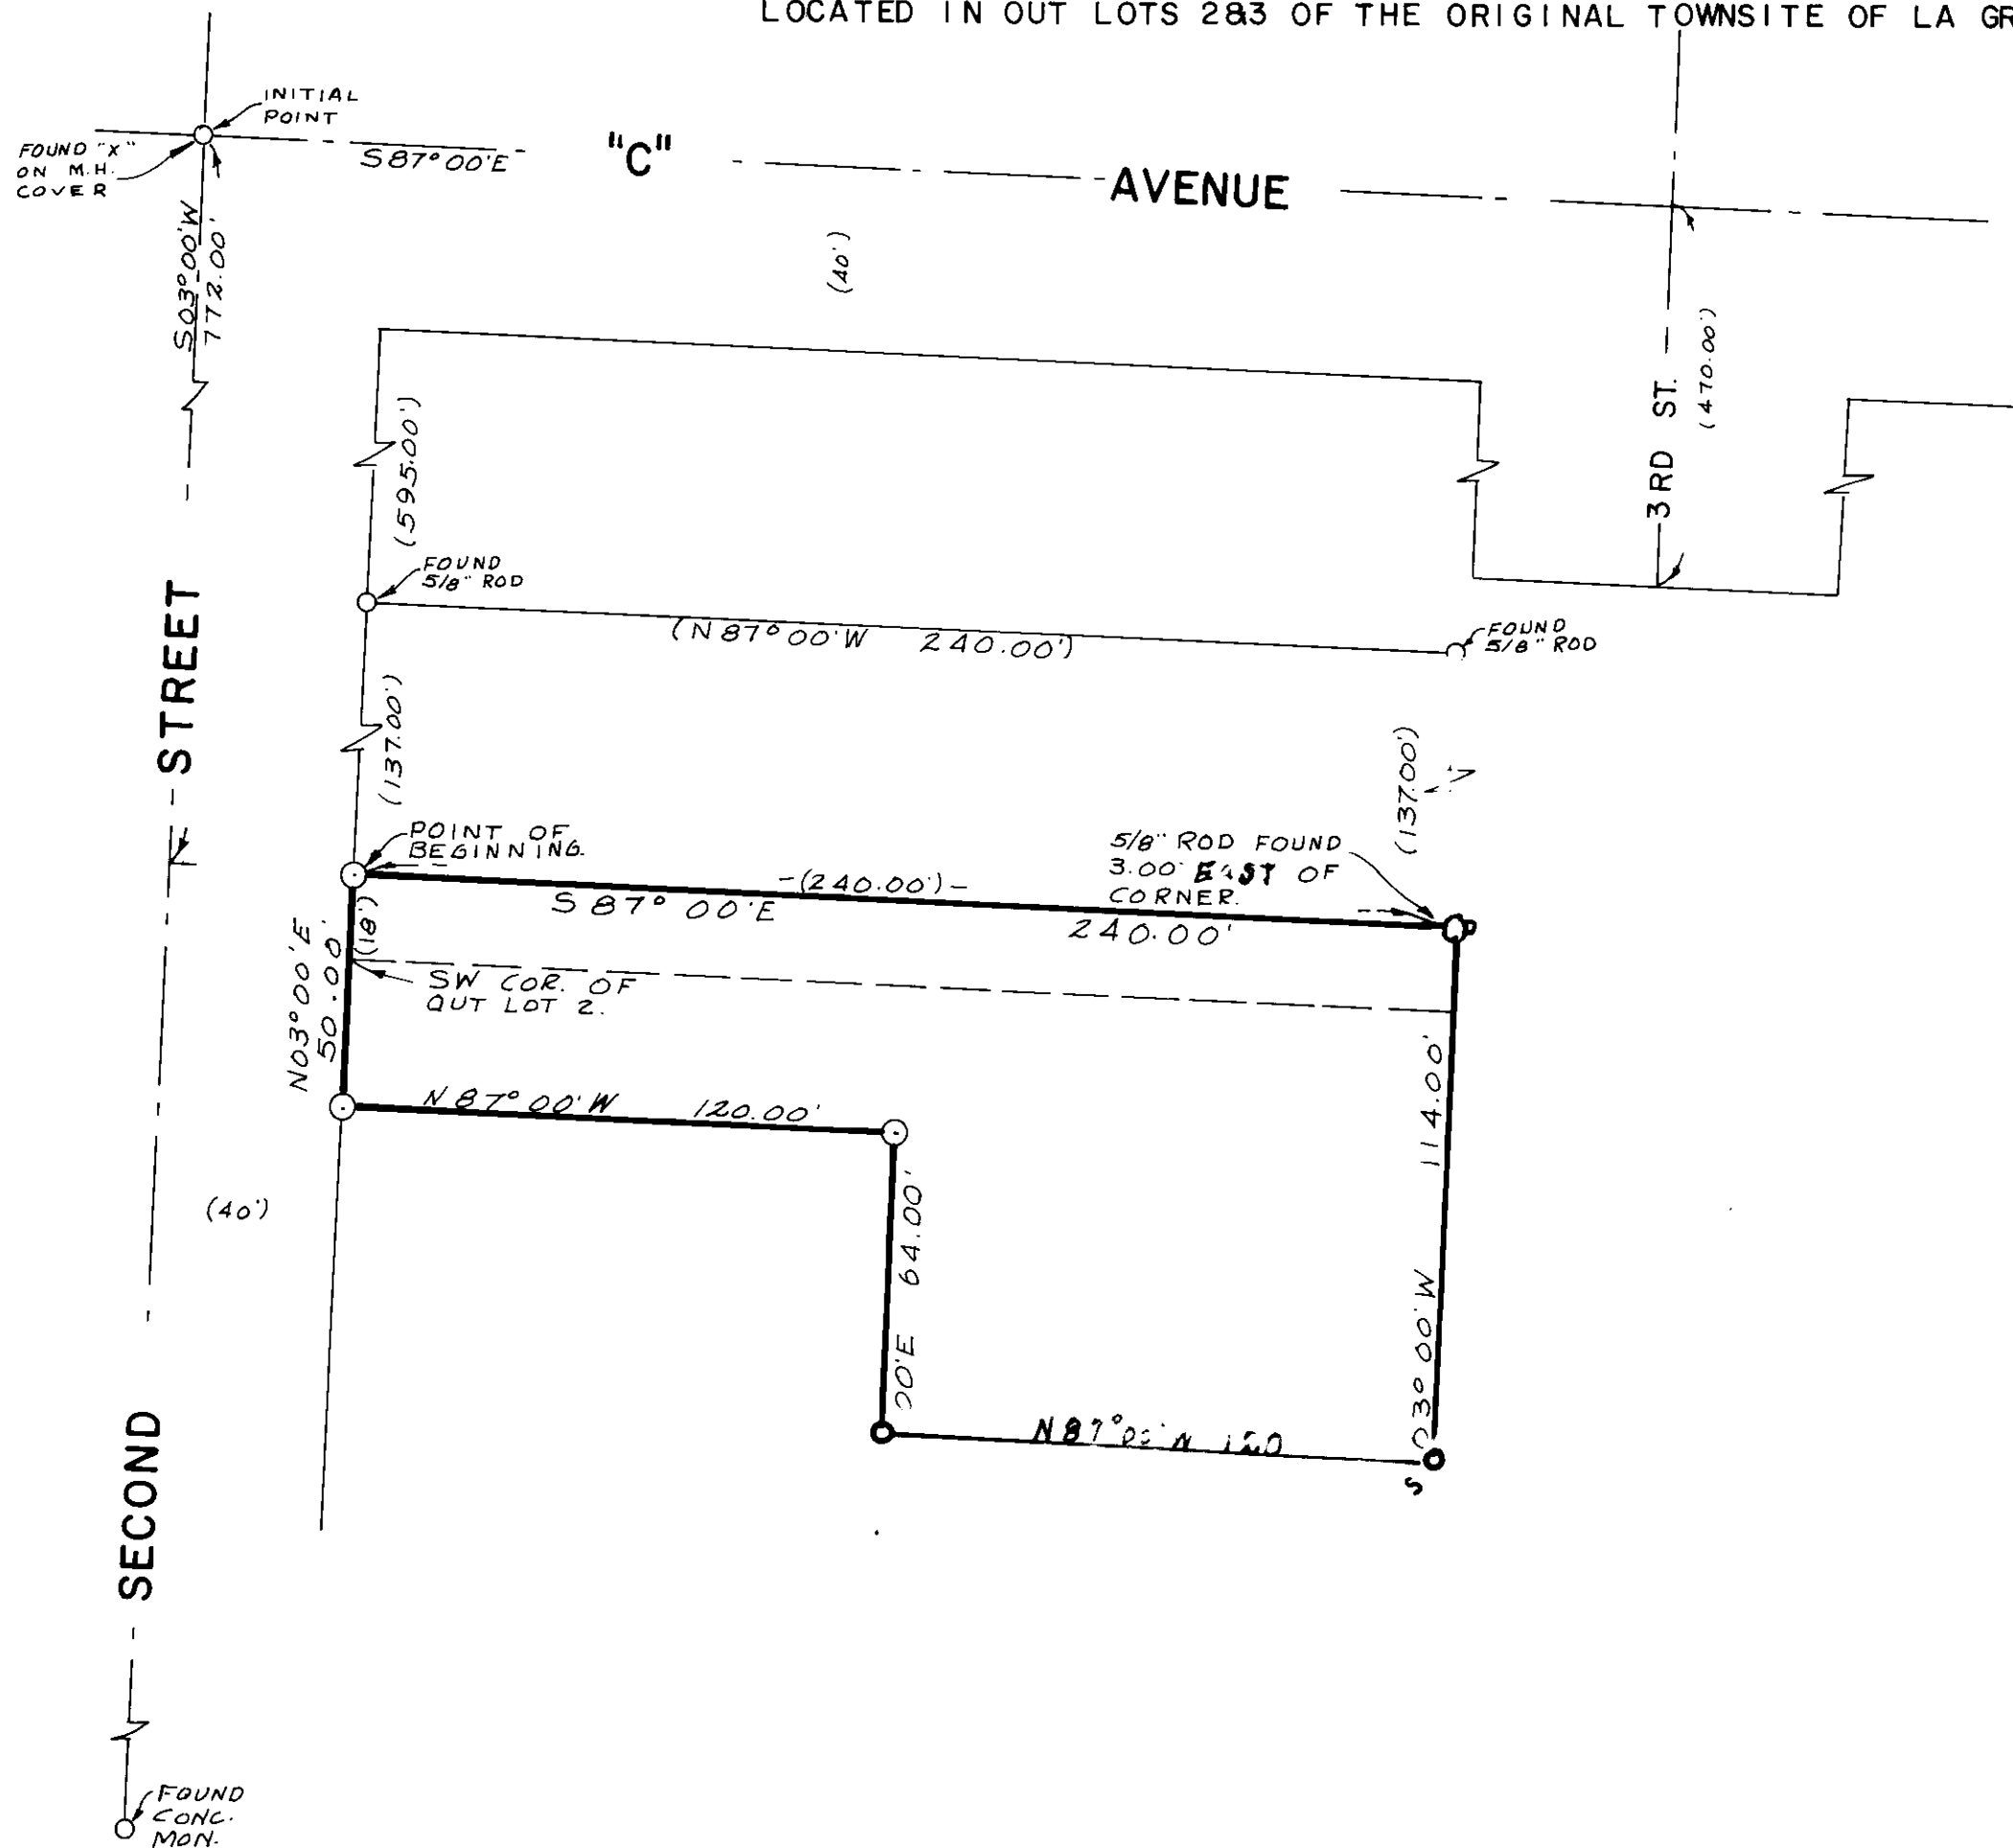 LOCATED IN OUT LOTS 2&3 OF THE ORIGINAL TOWNSITE OF LA GR
INITIAL
POINT
FOUND "X"
ON M.H.
COVER
S87°00'E
"C"
AVENUE
S03°00'W
772.00'
(40')
3RD ST.
(470.00')
(595.00')
FOUND
5/8" ROD
(N87°00'W 240.00')
FOUND
5/8" ROD
STREET
(137.00')
(137.00')
POINT OF
BEGINNING.
5/8" ROD FOUND
3.00' EAST OF
CORNER.
(240.00')
S87°00'E
240.00'
(18')
N03°00'E
50.00'
SW COR. OF
OUT LOT 2.
N87°00'W 120.00'
114.00'
(40')
64.00'
00'E
03°00'W
S
N87°
SECOND
FOUND
CONC.
MON.